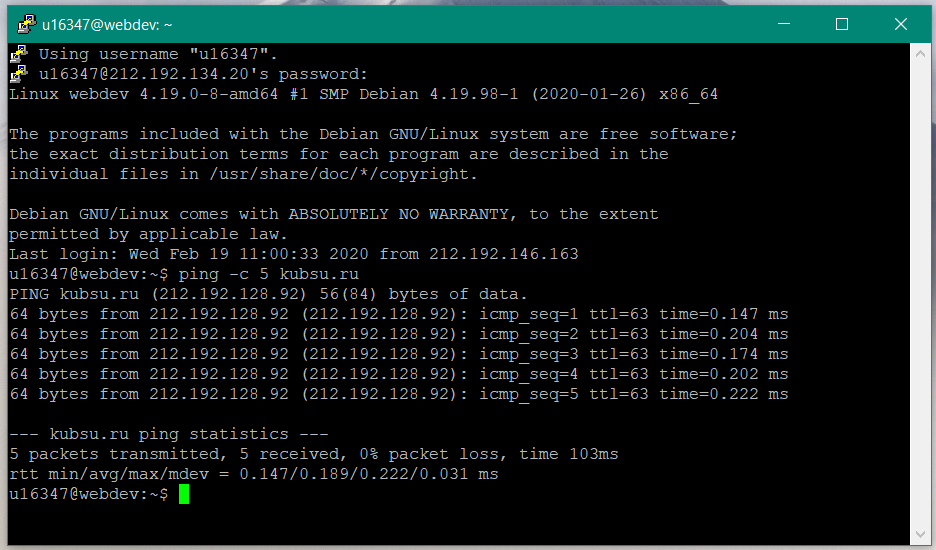 u16347@webdev: ~
Using username "u16347".
u16347@212.192.134.20's password:
Linux webdev 4.19.0-8-amd64 #1 SMP Debian 4.19.98-1 (2020-01-26) x86_64
The programs included with the Debian GNU/Linux system are free software;
the exact distribution terms for each program are described in the
individual files in /usr/share/doc/*/copyright.
Debian GNU/Linux comes with ABSOLUTELY NO WARRANTY, to the extent
permitted by applicable law.
Last login: Wed Feb 19 11:00:33 2020 from 212.192.146.163
u16347@webdev:~$ ping -c 5 kubsu.ru
PING kubsu.ru (212.192.128.92) 56(84) bytes of data.
64 bytes from 212.192.128.92 (212.192.128.92): icmp_seq=1 ttl=63 time=0.147 ms
64 bytes from 212.192.128.92 (212.192.128.92): icmp_seq=2 ttl=63 time=0.204 ms
64 bytes from 212.192.128.92 (212.192.128.92): icmp_seq=3 ttl=63 time=0.174 ms
64 bytes from 212.192.128.92 (212.192.128.92): icmp_seq=4 ttl=63 time=0.202 ms
64 bytes from 212.192.128.92 (212.192.128.92): icmp_seq=5 ttl=63 time=0.222 ms
--- kubsu.ru ping statistics ---
5 packets transmitted, 5 received, 0% packet loss, time 103ms
rtt min/avg/max/mdev = 0.147/0.189/0.222/0.031 ms
u16347@webdev:~$